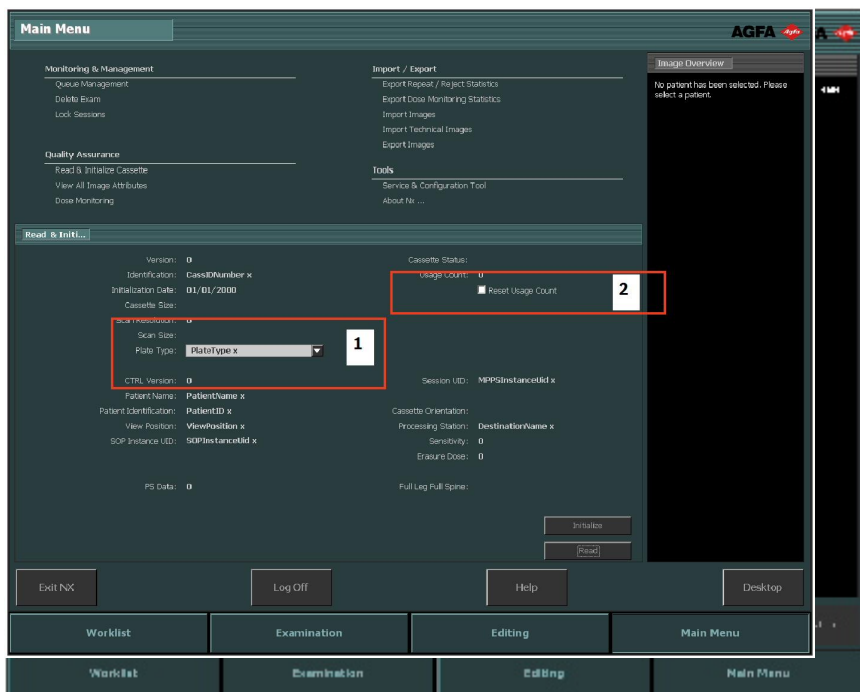 Main Menu
AGFA
Monitoring & Management
Queue Management
Delete Exam
Lock Sessions
Quality Assurance
Read & Initialize Cassette
View All Image Attributes
Dose Monitoring
Import / Export
Export Repeat / Reject Statistics
Export Dose Monitoring Statistics
Import Images
Import Technical Images
Export Images
Tools
Service & Configuration Tool
About Nx ...
Image Overview
No patient has been selected. Please
select a patient.
Read & Initi...
Version: 0
Identification: CassIDNumber x
Initialization Date: 01/01/2000
Cassette Size:
Scan Resolution: 0
Scan Size:
Plate Type: PlateType x
1
CTRL Version: 0
Patient Name: PatientName x
Patient Identification: PatientID x
View Position: ViewPosition x
SOP Instance UID: SOPInstanceUid x
PS Data: 0
Cassette Status:
Usage Count: 0
Reset Usage Count
2
Session UID: MPPSInstanceUid x
Cassette Orientation:
Processing Station: DestinationName x
Sensitivity: 0
Erasure Dose: 0
Full Leg Full Spine:
Initialize
Read
Exit NX
Log Off
Help
Desktop
Worklist
Examination
Editing
Main Menu
Worklist
Examination
Editing
Main Menu